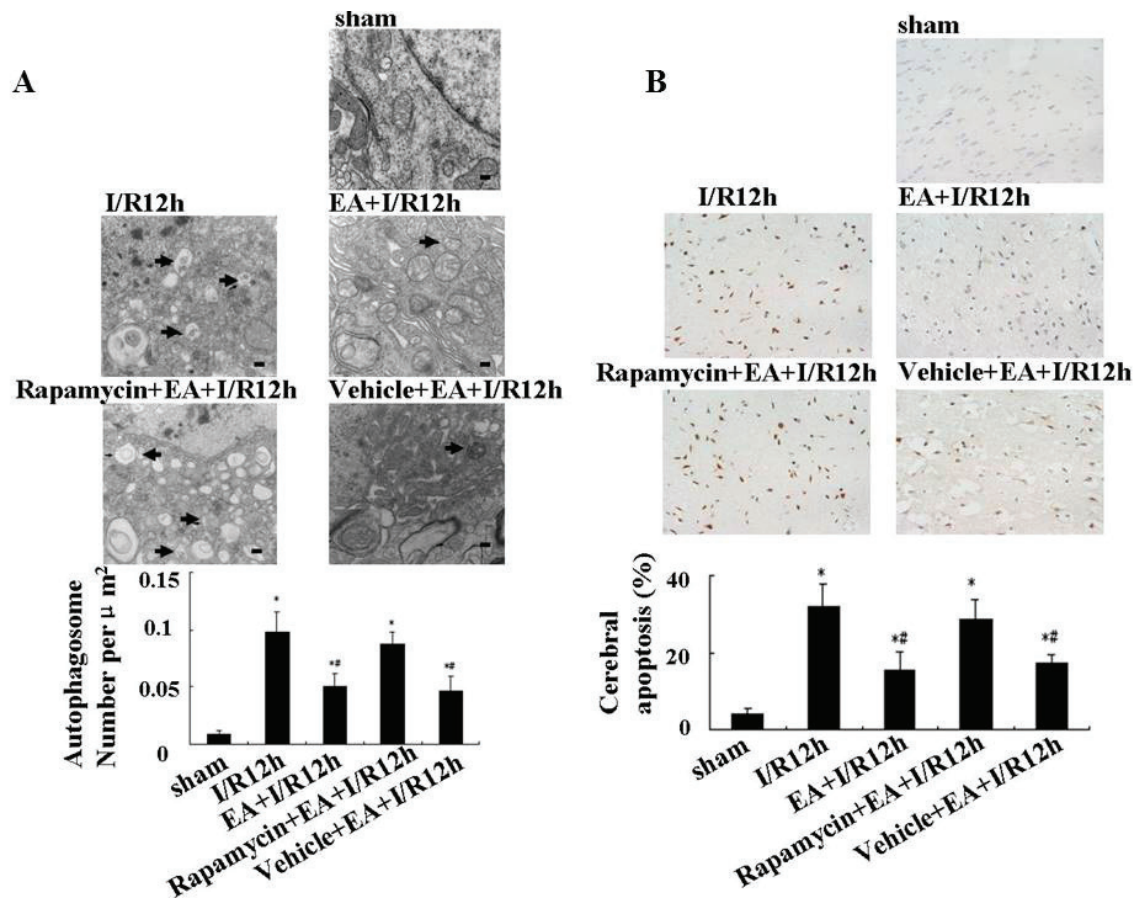 A
sham
I/R12h
EA+I/R12h
Rapamycin+EA+I/R12h
Vehicle+EA+I/R12h
Autophagosome
Number per μ m²
0.15
0.1
0.05
0
*
*#
*
*#
sham
I/R12h
EA+I/R12h
Rapamycin+EA+I/R12h
Vehicle+EA+I/R12h
B
sham
I/R12h
EA+I/R12h
Rapamycin+EA+I/R12h
Vehicle+EA+I/R12h
Cerebral
apoptosis (%)
40
20
0
*
*#
*
*#
sham
I/R12h
EA+I/R12h
Rapamycin+EA+I/R12h
Vehicle+EA+I/R12h